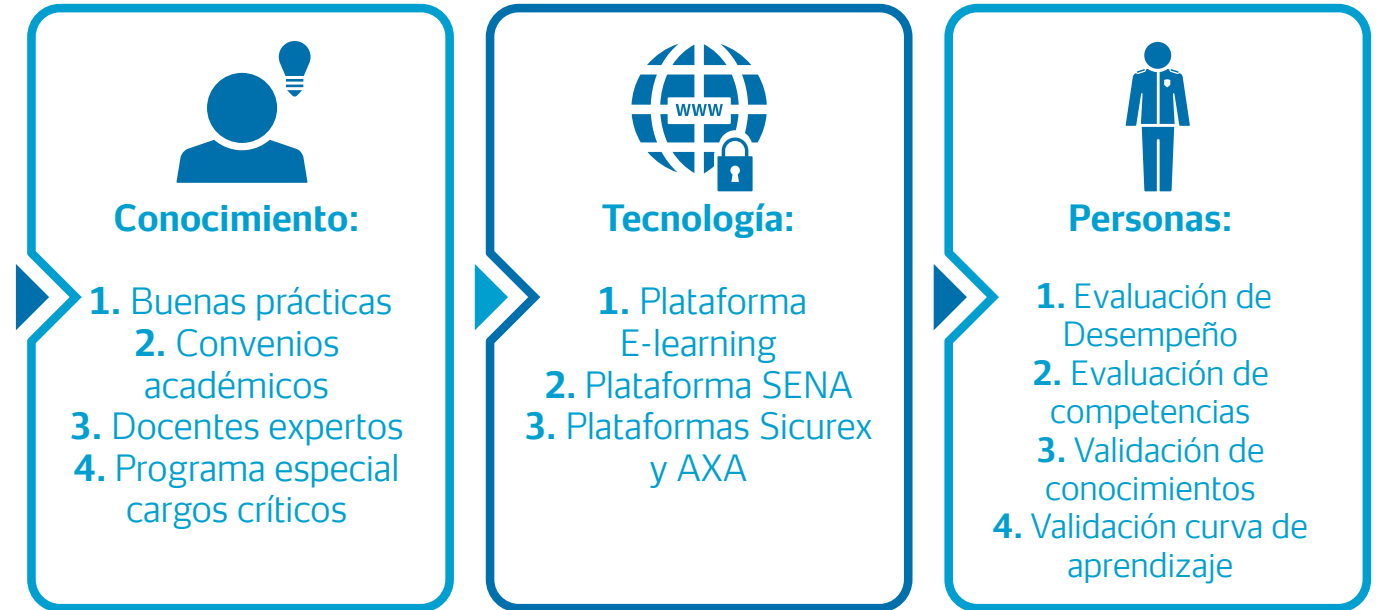 Conocimiento:
1. Buenas prácticas
2. Convenios
académicos
3. Docentes expertos
4. Programa especial
cargos críticos
www
Tecnología:
1. Plataforma
E-learning
2. Plataforma SENA
3. Plataformas Sicurex
y AXA
Personas:
1. Evaluación de
Desempeño
2. Evaluación de
competencias
3. Validación de
conocimientos
4. Validación curva de
aprendizaje